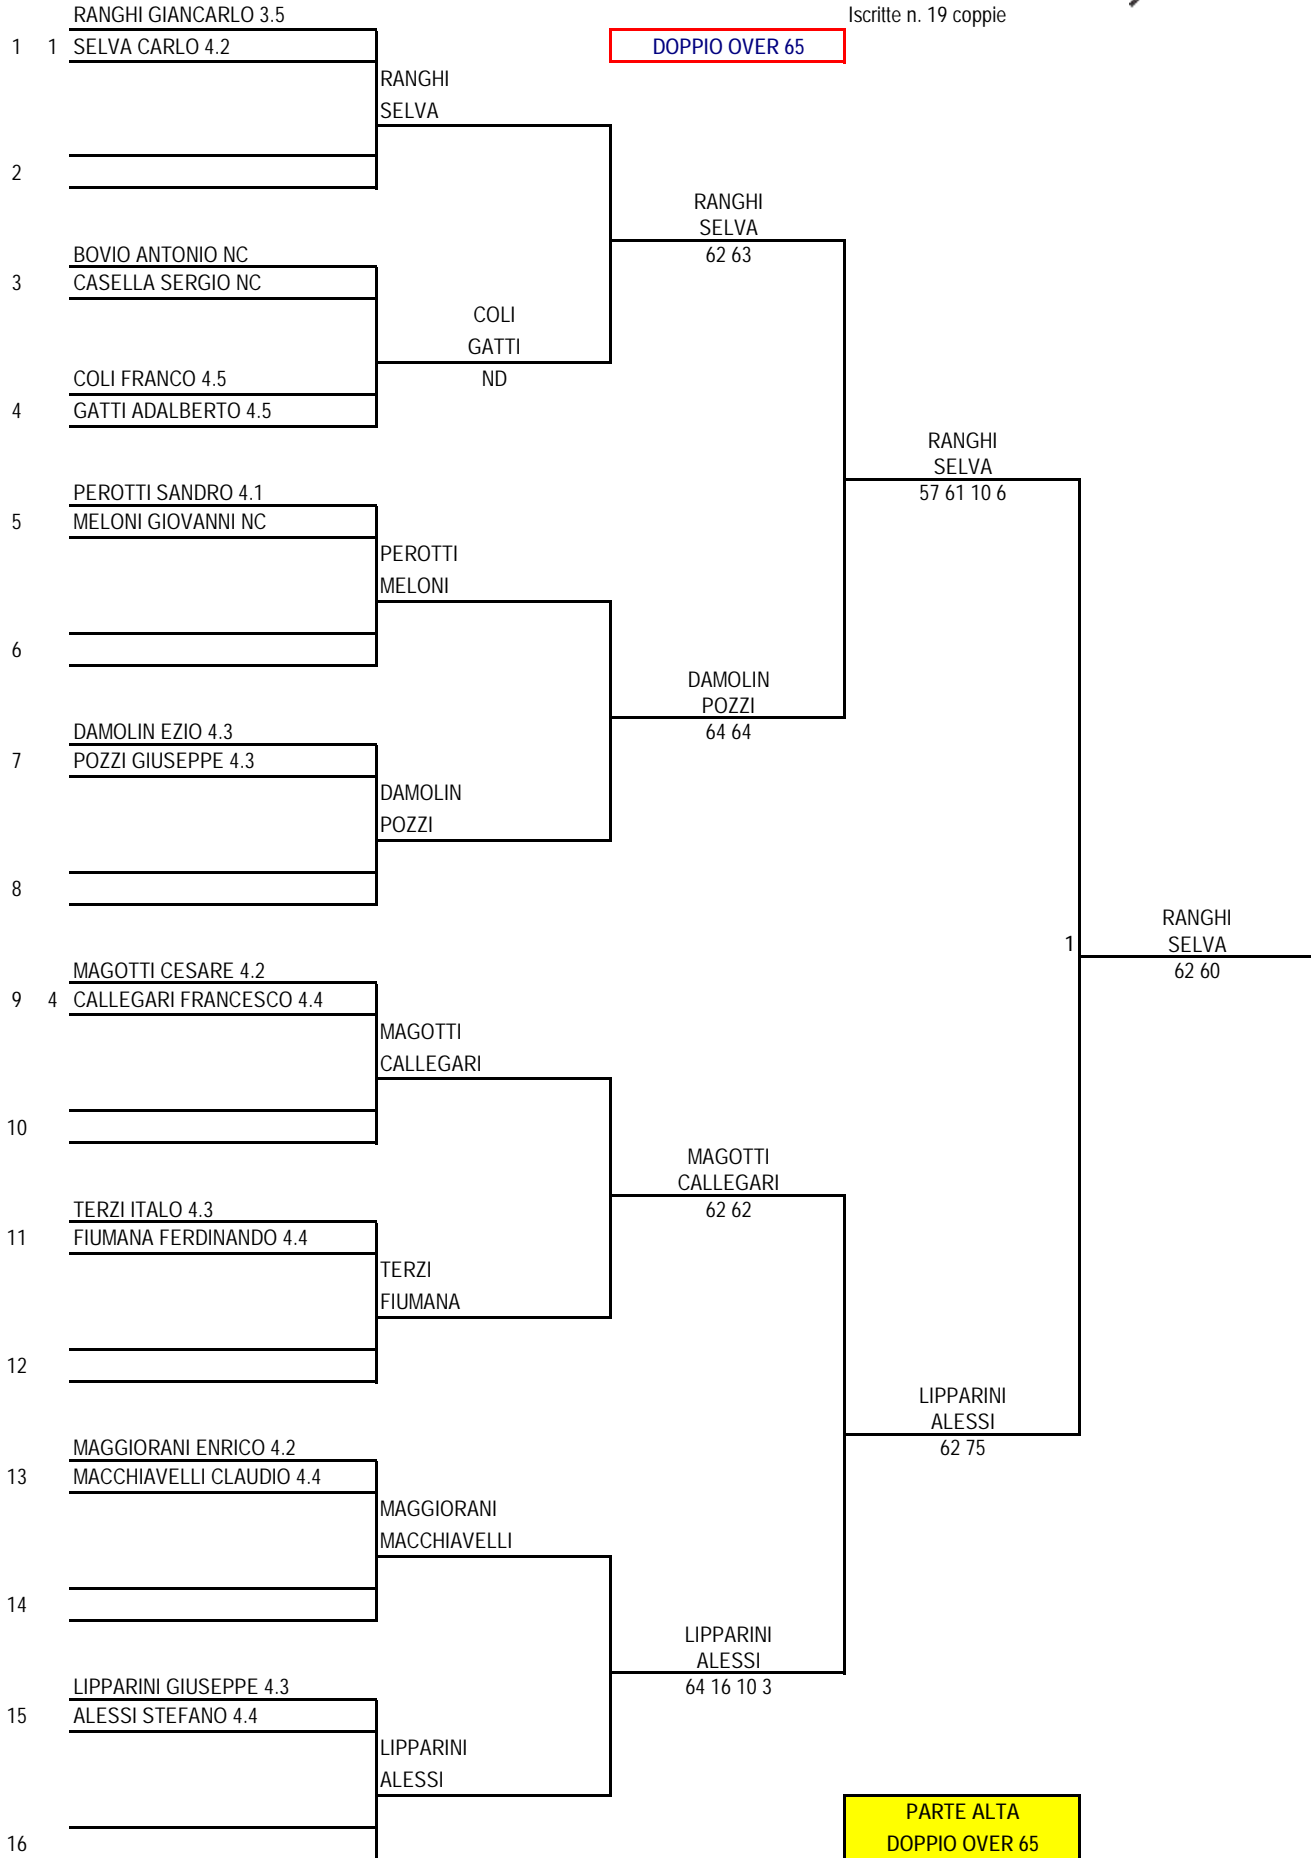 RANGHI GIANCARLO 3.5
Iscritte n. 19 coppie
1 1 SELVA CARLO 4.2
DOPPIO OVER 65
RANGHI
SELVA
2
RANGHI
SELVA
62 63
BOVIO ANTONIO NC
3 CASELLA SERGIO NC
COLI
GATTI
ND
COLI FRANCO 4.5
4 GATTI ADALBERTO 4.5
RANGHI
SELVA
57 61 10 6
PEROTTI SANDRO 4.1
5 MELONI GIOVANNI NC
PEROTTI
MELONI
6
DAMOLIN
POZZI
64 64
DAMOLIN EZIO 4.3
7 POZZI GIUSEPPE 4.3
DAMOLIN
POZZI
8
1
RANGHI
SELVA
62 60
MAGOTTI CESARE 4.2
9 4 CALLEGARI FRANCESCO 4.4
MAGOTTI
CALLEGARI
10
MAGOTTI
CALLEGARI
62 62
TERZI ITALO 4.3
11 FIUMANA FERDINANDO 4.4
TERZI
FIUMANA
12
LIPPARINI
ALESSI
62 75
MAGGIORANI ENRICO 4.2
13 MACCHIAVELLI CLAUDIO 4.4
MAGGIORANI
MACCHIAVELLI
14
LIPPARINI
ALESSI
64 16 10 3
LIPPARINI GIUSEPPE 4.3
15 ALESSI STEFANO 4.4
LIPPARINI
ALESSI
16
PARTE ALTA
DOPPIO OVER 65